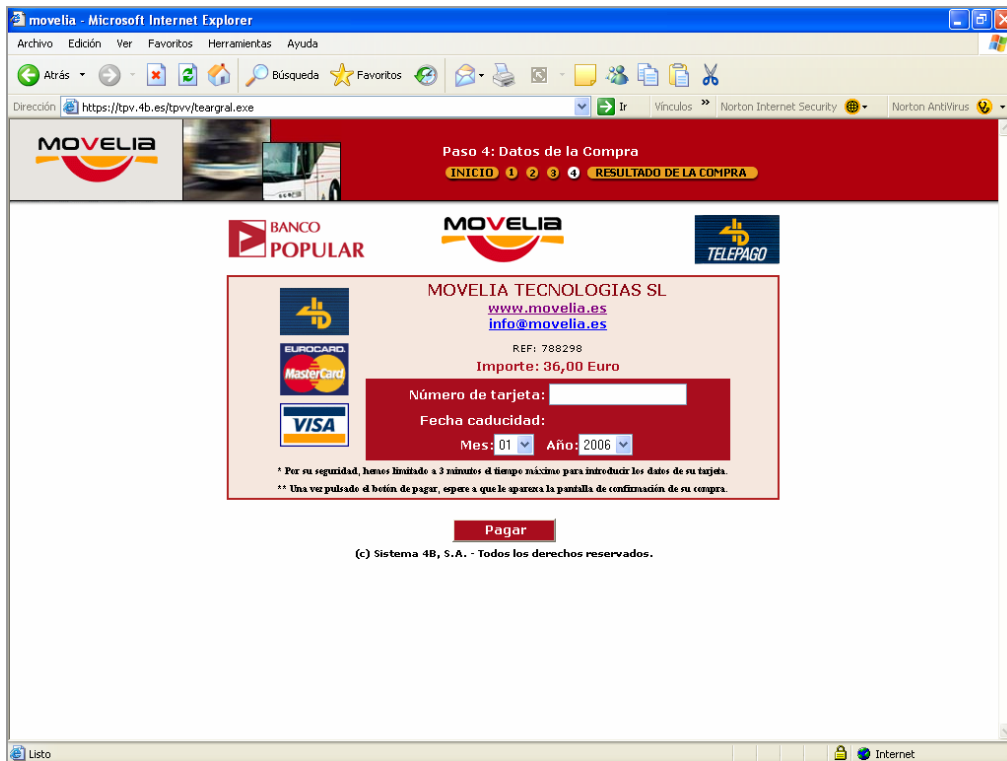 movelia - Microsoft Internet Explorer
Archivo Edición Ver Favoritos Herramientas Ayuda
Atrás Búsqueda Favoritos
Dirección https://tpv.4b.es/tpvv/teargral.exe Ir Vínculos » Norton Internet Security Norton AntiVirus
MOVELIA
Paso 4: Datos de la Compra
INICIO 1 2 3 4 RESULTADO DE LA COMPRA
BANCO POPULAR
MOVELIA
4B TELEPAGO
MOVELIA TECNOLOGIAS SL
www.movelia.es
info@movelia.es
4B
REF: 788298
EUROCARD.
MasterCard
Importe: 36,00 Euro
Número de tarjeta:
VISA
Fecha caducidad:
Mes: 01 Año: 2006
* Por su seguridad, hemos limitado a 3 minutos el tiempo máximo para introducir los datos de su tarjeta.
** Una vez pulsado el botón de pagar, espere a que le aparezca la pantalla de confirmación de su compra.
Pagar
(c) Sistema 4B, S.A. - Todos los derechos reservados.
Listo Internet